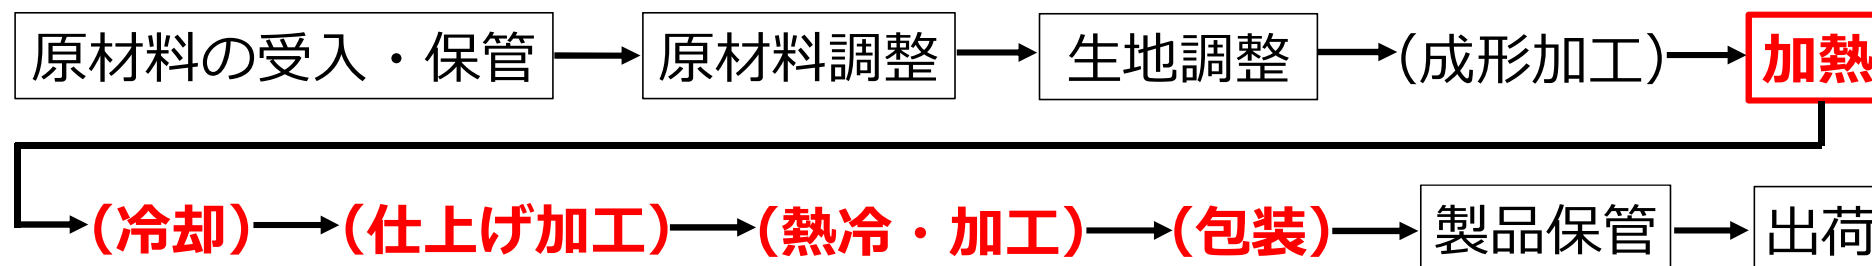 原材料の受入・保管 原材料調整 生地調整 (成形加工) 加熱
(冷却) (仕上げ加工) (熱冷・加工) (包装) 製品保管 出荷